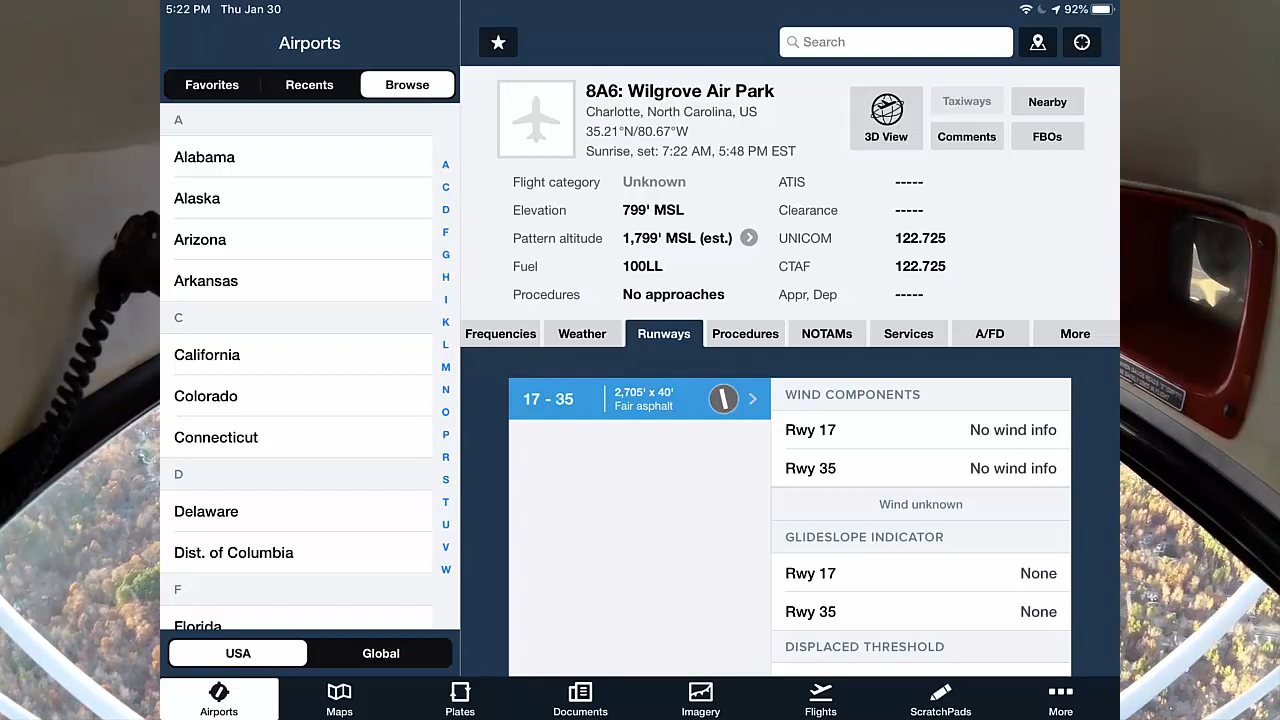 5:22 PM Thu Jan 30
92%
Airports
Favorites Recents Browse
A
Alabama
Alaska
Arizona
Arkansas
C
California
Colorado
Connecticut
D
Delaware
Dist. of Columbia
F
Florida
A
C
D
F
G
H
I
K
L
M
N
O
P
R
S
T
U
V
W
USA Global
Search
8A6: Wilgrove Air Park
Charlotte, North Carolina, US
35.21°N/80.67°W
Sunrise, set: 7:22 AM, 5:48 PM EST
3D View
Taxiways Nearby
Comments FBOs
Flight category Unknown ATIS -----
Elevation 799' MSL Clearance -----
Pattern altitude 1,799' MSL (est.) UNICOM 122.725
Fuel 100LL CTAF 122.725
Procedures No approaches Appr, Dep -----
Frequencies Weather Runways Procedures NOTAMs Services A/FD More
17 - 35
2,705' x 40'
Fair asphalt
WIND COMPONENTS
Rwy 17 No wind info
Rwy 35 No wind info
Wind unknown
GLIDESLOPE INDICATOR
Rwy 17 None
Rwy 35 None
DISPLACED THRESHOLD
Airports Maps Plates Documents Imagery Flights ScratchPads More